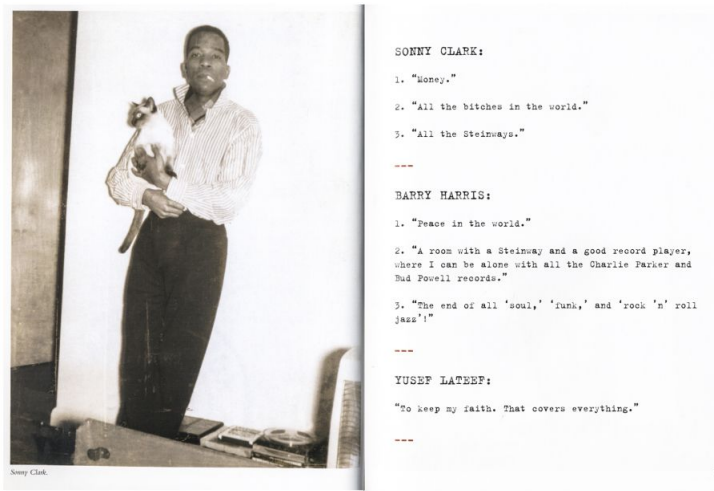 SONNY CLARK:
1. "Money."
2. "All the bitches in the world."
3. "All the Steinways."
---
BARRY HARRIS:
1. "Peace in the world."
2. "A room with a Steinway and a good record player,
where I can be alone with all the Charlie Parker and
Bud Powell records."
3. "The end of all 'soul,' 'funk,' and 'rock 'n' roll
jazz'!"
---
YUSEF LATEEF:
"To keep my faith. That covers everything."
---
Sonny Clark.